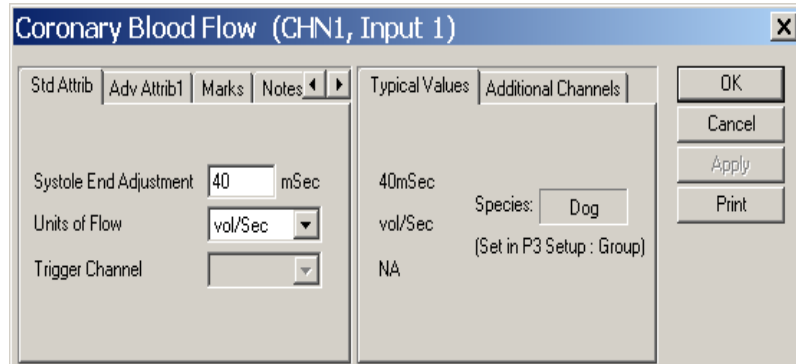 Coronary Blood Flow (CHN1, Input 1)
Std Attrib Adv Attrib1 Marks Notes
Typical Values Additional Channels
OK
Cancel
Apply
Print
Systole End Adjustment 40 mSec
Units of Flow vol/Sec
Trigger Channel
40mSec
vol/Sec
NA
Species: Dog
(Set in P3 Setup : Group)